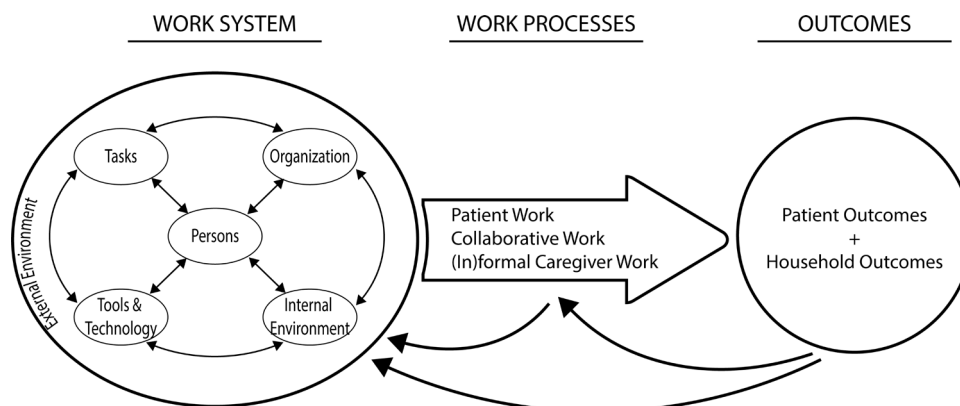 WORK SYSTEM
WORK PROCESSES
OUTCOMES
External Environment
Tasks
Organization
Persons
Tools &
Technology
Internal
Environment
Patient Work
Collaborative Work
(In)formal Caregiver Work
Patient Outcomes
+
Household Outcomes